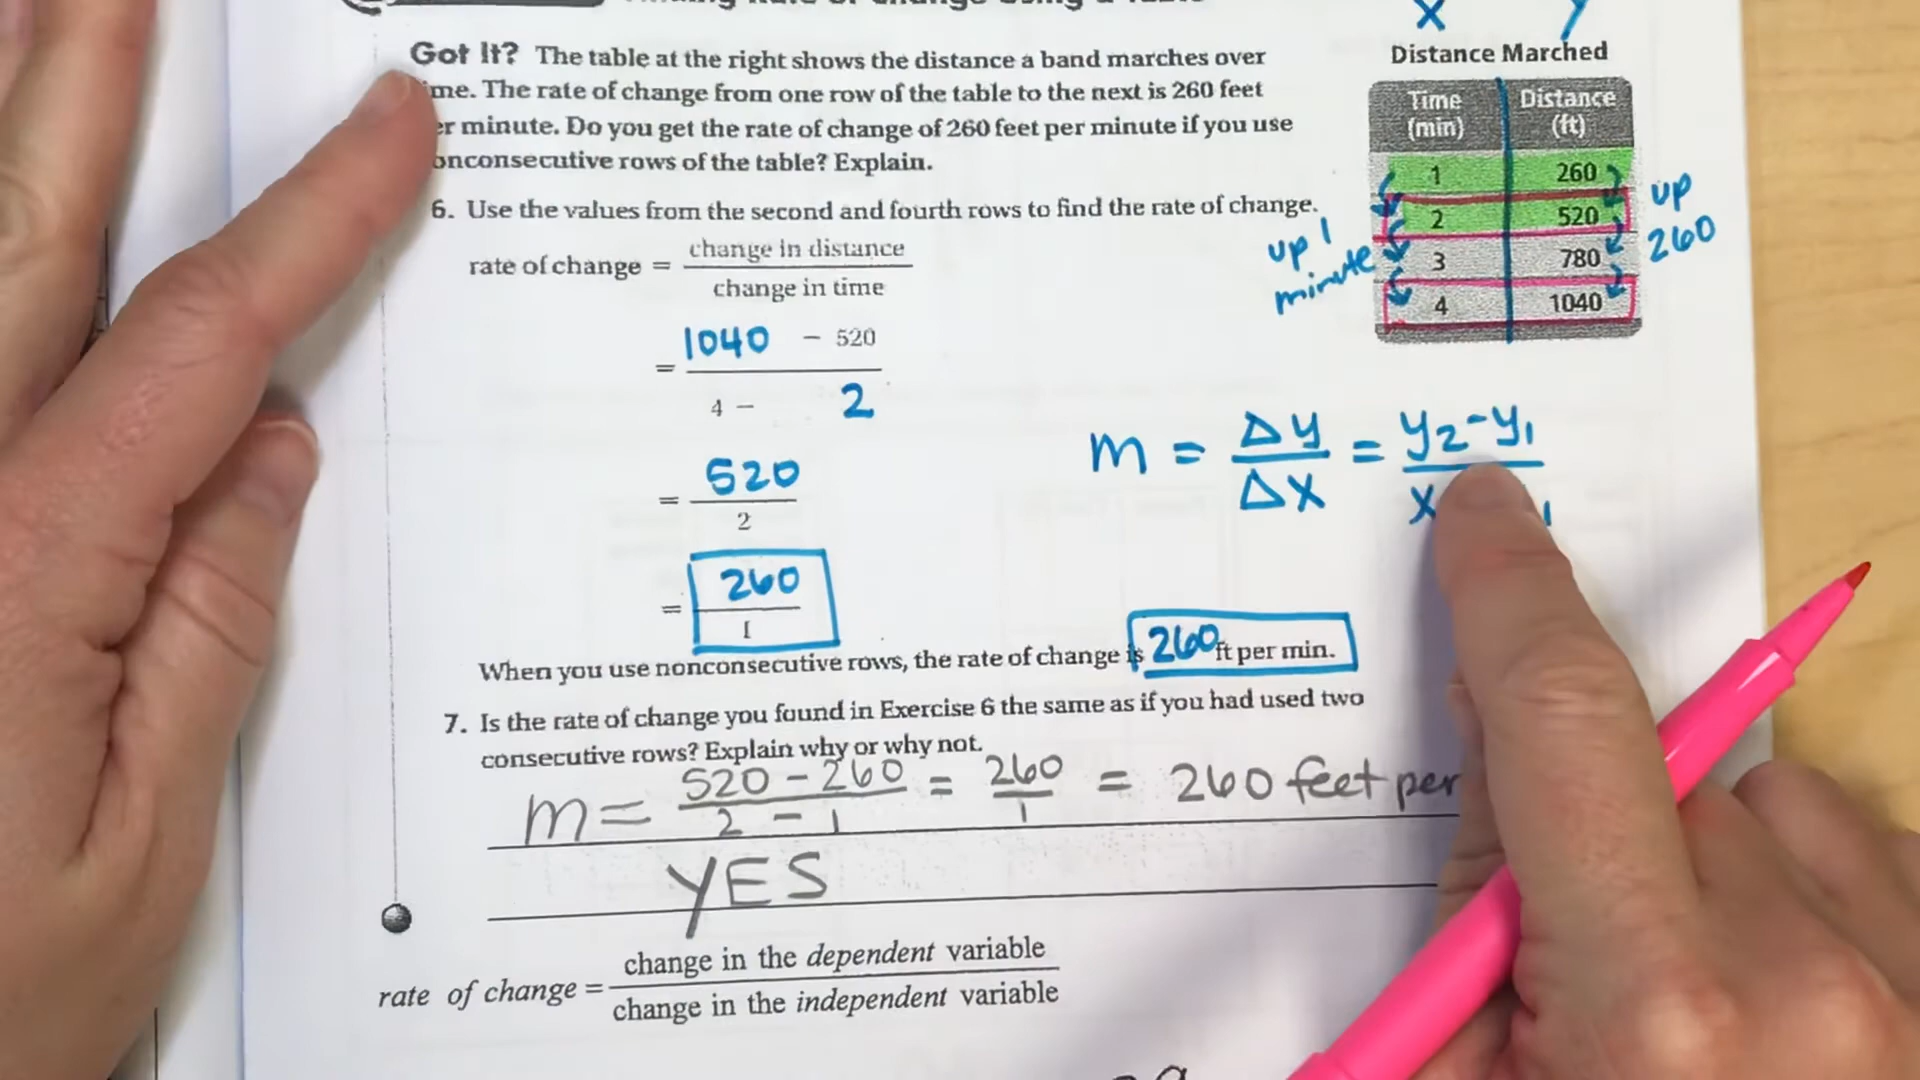 x y
Got It? The table at the right shows the distance a band marches over
me. The rate of change from one row of the table to the next is 260 feet
er minute. Do you get the rate of change of 260 feet per minute if you use
onconsecutive rows of the table? Explain.
Distance Marched
Time (min) Distance (ft)
1 260
2 520
3 780
4 1040
up 1
minute
up
260
6. Use the values from the second and fourth rows to find the rate of change.
rate of change = change in distance
change in time
= 1040 - 520
4 - 2
= 520
2
= 260
1
m = Δy = y₂-y₁
Δx x 1
When you use nonconsecutive rows, the rate of change is 260 ft per min.
7. Is the rate of change you found in Exercise 6 the same as if you had used two
consecutive rows? Explain why or why not.
m = 520 - 260 = 260 = 260 feet per
2 - 1 1
YES
rate of change = change in the dependent variable
change in the independent variable